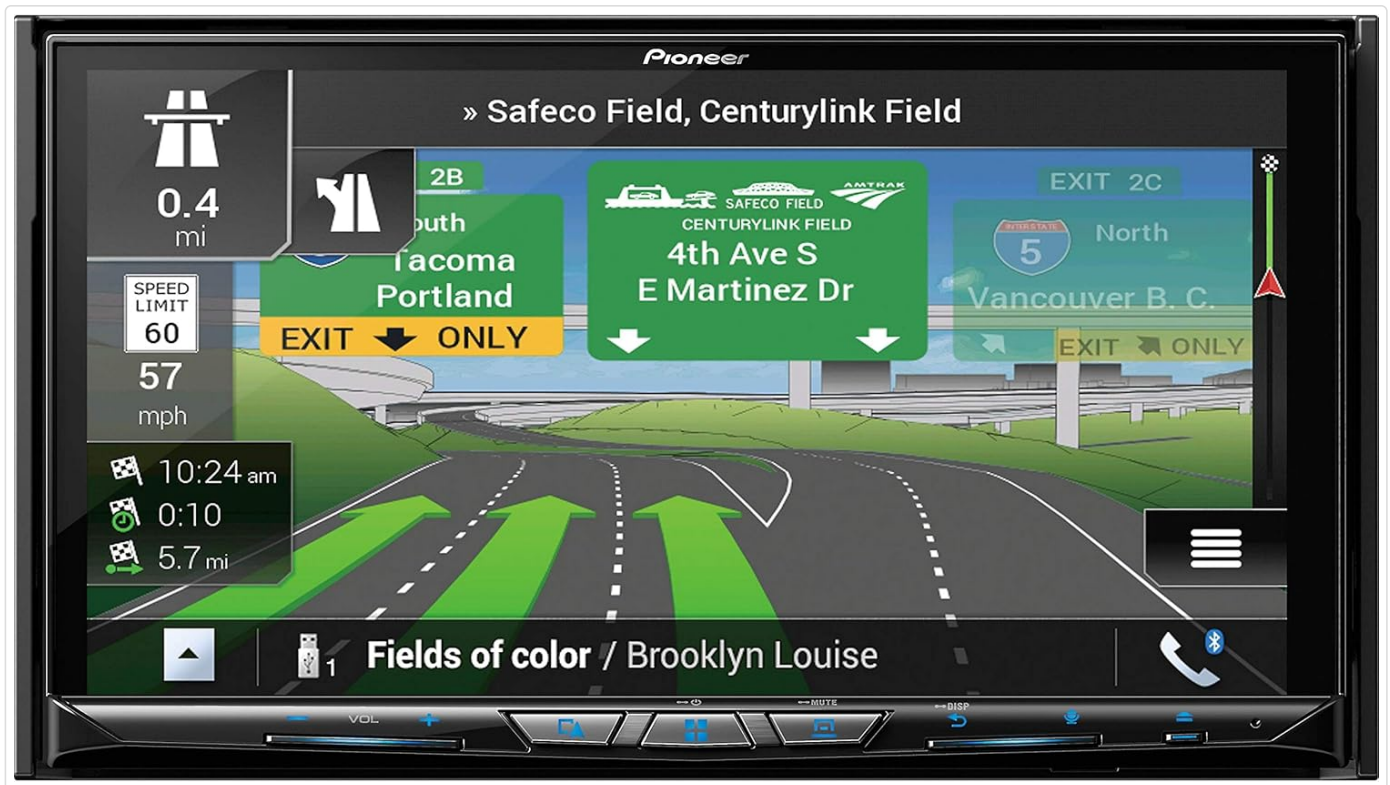 Pioneer
» Safeco Field, Centurylink Field
0.4
mi
2B
outh
Tacoma
Portland
EXIT ONLY
AMTRAK
SAFECO FIELD
CENTURYLINK FIELD
4th Ave S
E Martinez Dr
EXIT 2C
INTERSTATE
5
North
Vancouver B. C.
EXIT ONLY
SPEED
LIMIT
60
57
mph
10:24 am
0:10
5.7 mi
1
Fields of color / Brooklyn Louise
VOL
MUTE
DISP